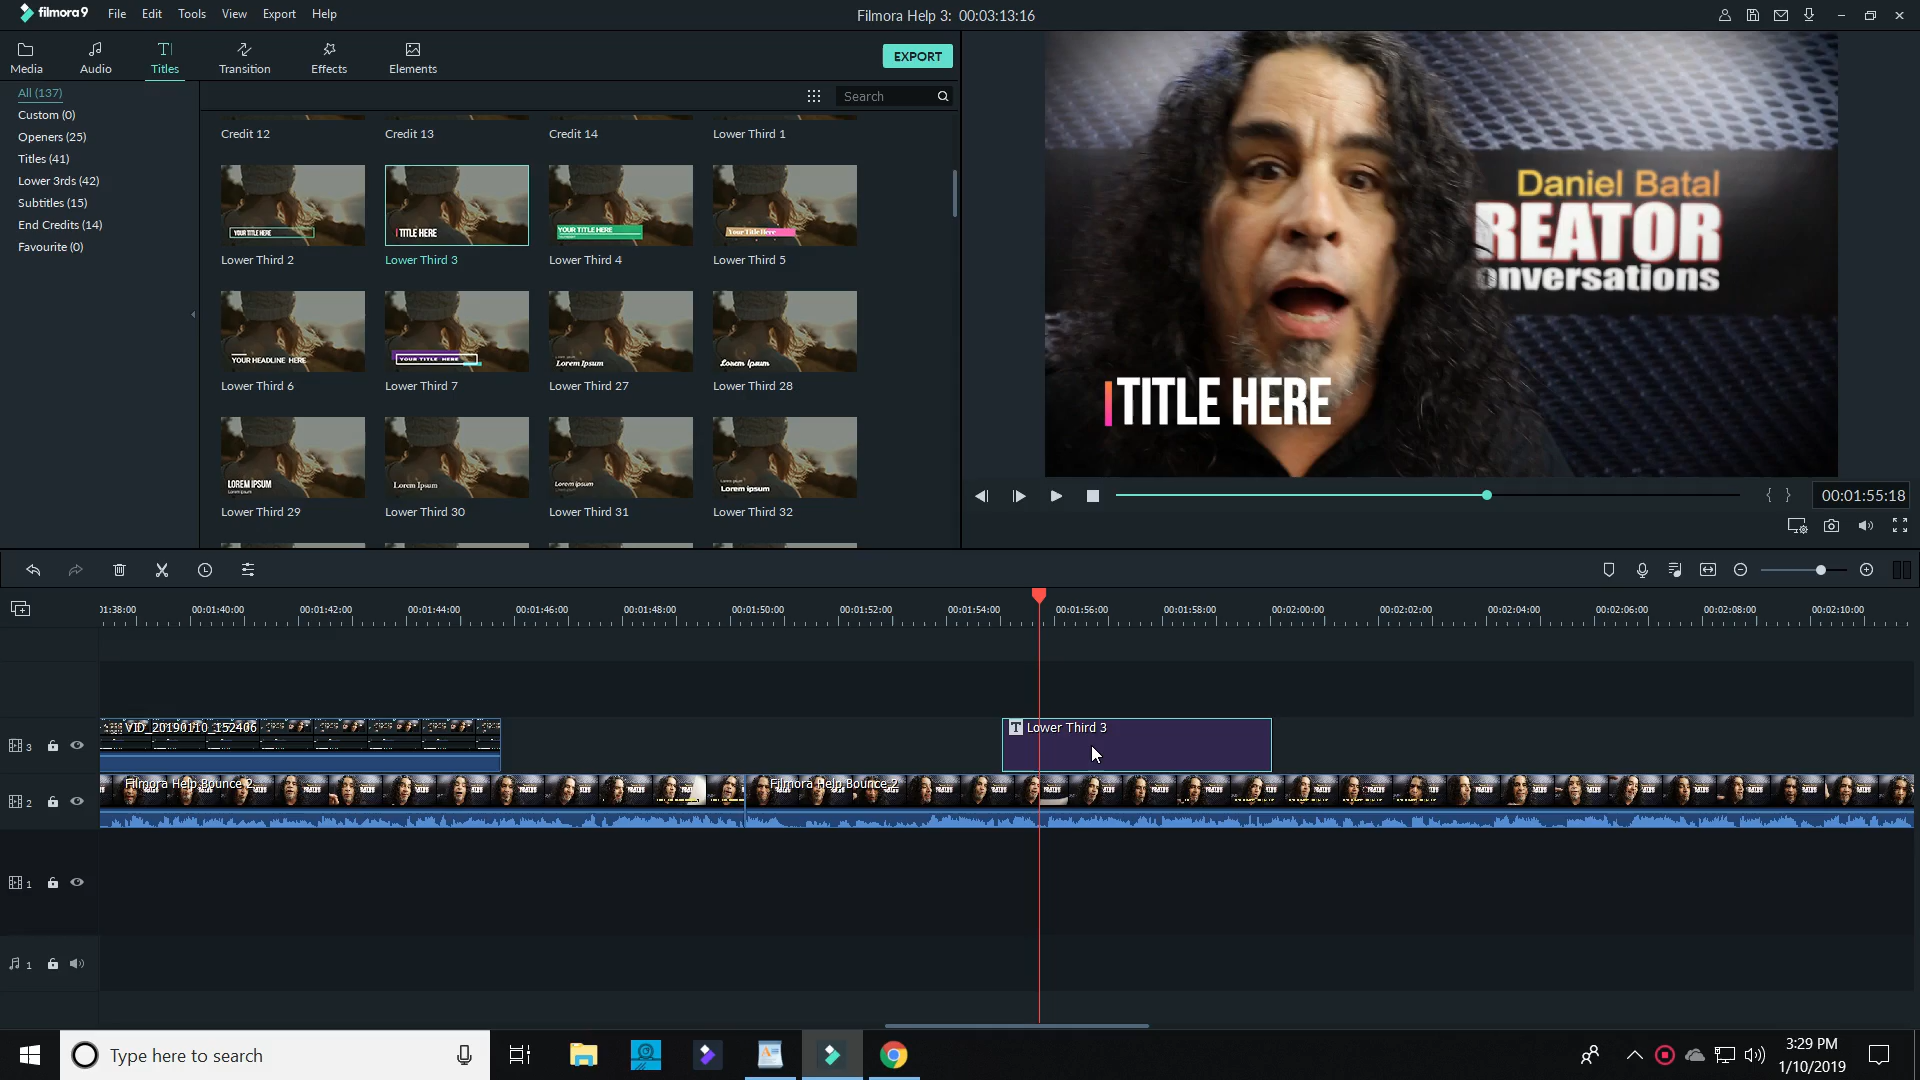 filmora9
File Edit Tools View Export Help
Filmora Help 3: 00:03:13:16
Media Audio Titles Transition Effects Elements
EXPORT
All (137)
Custom (0)
Openers (25)
Titles (41)
Lower 3rds (42)
Subtitles (15)
End Credits (14)
Favourite (0)
Search
Credit 12 Credit 13 Credit 14 Lower Third 1
YOUR TITLE HERE TITLE HERE YOUR TITLE HERE Your Title Here
Lower Third 2 Lower Third 3 Lower Third 4 Lower Third 5
YOUR HEADLINE HERE YOUR TITLE HERE Lorem Ipsum Lorem Ipsum
Lower Third 6 Lower Third 7 Lower Third 27 Lower Third 28
LOREM IPSUM Lorem Ipsum Lorem Ipsum Lorem ipsum
Lower Third 29 Lower Third 30 Lower Third 31 Lower Third 32
Daniel Batal
REATOR
onversations
TITLE HERE
00:01:55:18
01:38:00 00:01:40:00 00:01:42:00 00:01:44:00 00:01:46:00 00:01:48:00 00:01:50:00 00:01:52:00 00:01:54:00 00:01:56:00 00:01:58:00 00:02:00:00 00:02:02:00 00:02:04:00 00:02:06:00 00:02:08:00 00:02:10:00
3
VID_20190110_152406
T Lower Third 3
2
Filmora Help Bounce 2 Filmora Help Bounce 2
1
1
Type here to search
3:29 PM
1/10/2019